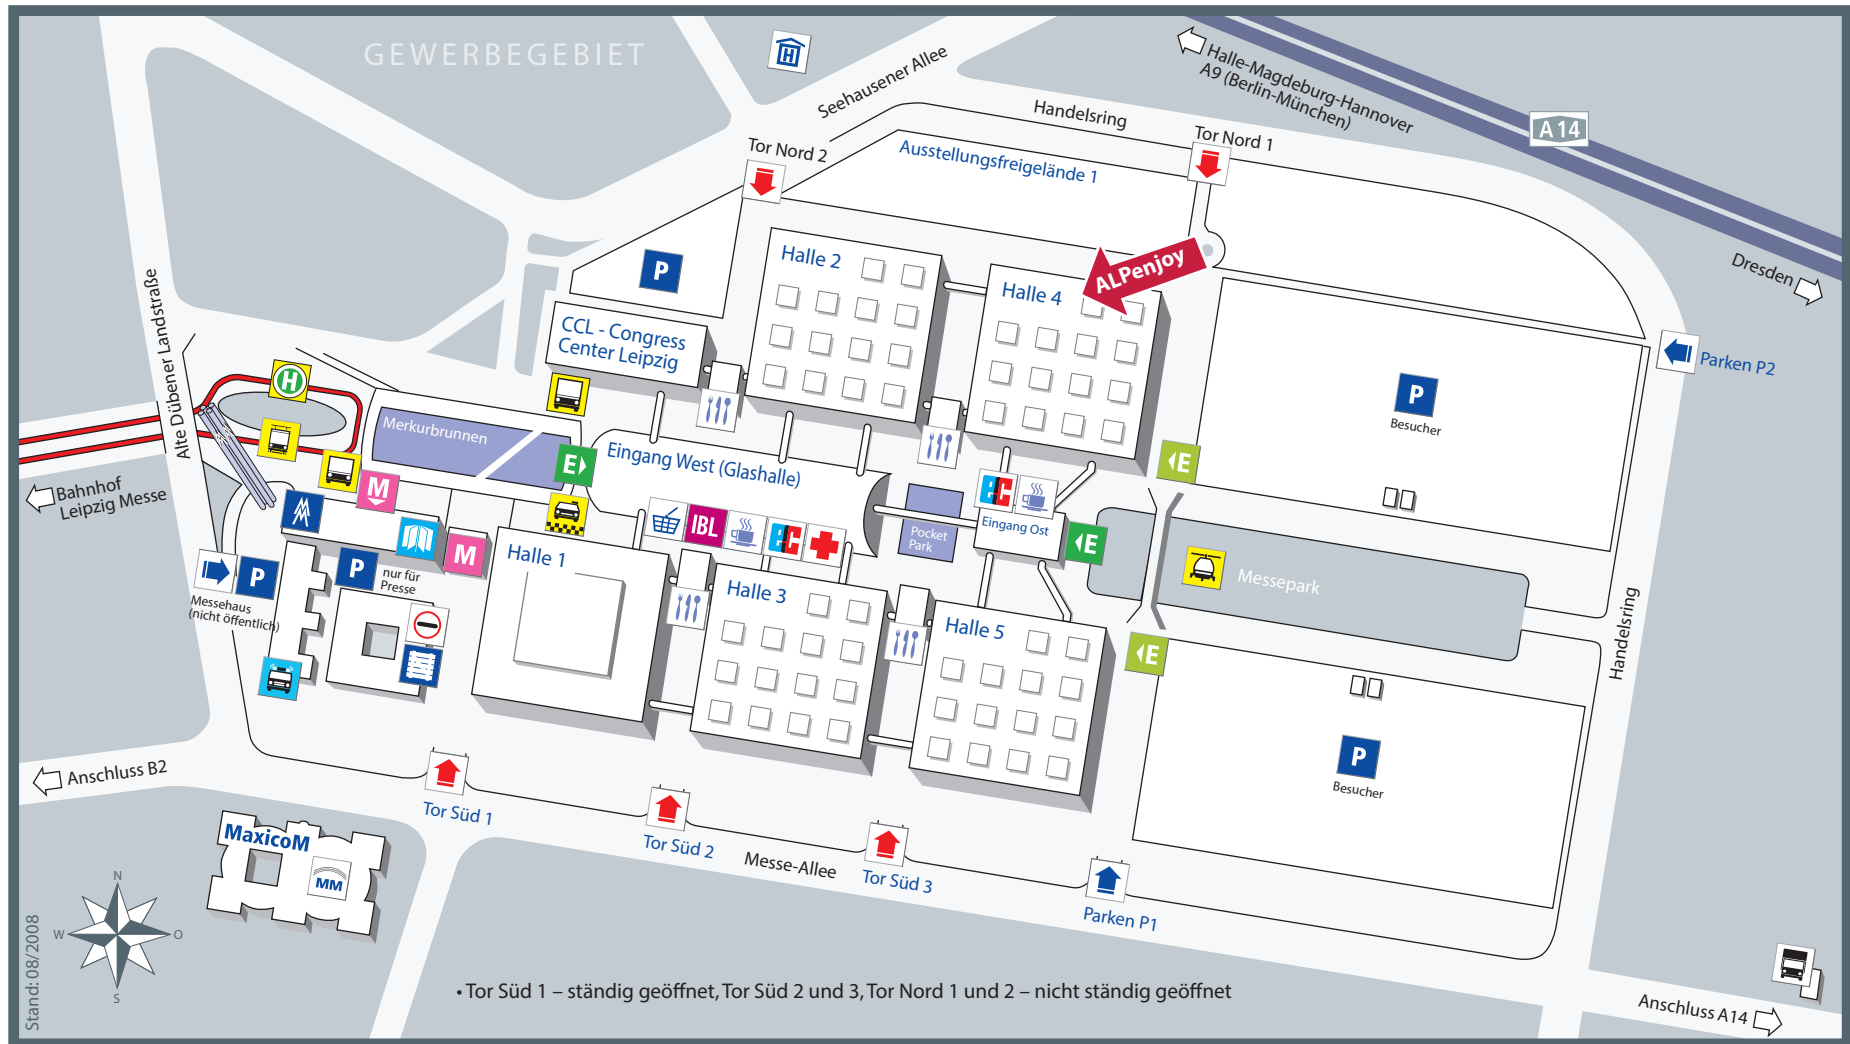 GEWERBEGEBIET
H
Seehausener Allee
Handelsring
Halle-Magdeburg-Hannover
A9 (Berlin-München)
A 14
Dresden
Tor Nord 2
Tor Nord 1
Ausstellungsfreigelände 1
P
Halle 2
Halle 4
ALPenjoy
CCL - Congress
Center Leipzig
Parken P2
P
Besucher
Alte Dübener Landstraße
H
Merkurbrunnen
E
Eingang West (Glashalle)
E
Bahnhof
Leipzig Messe
M
M
IBL
EC
EC
Eingang Ost
Pocket
Park
E
Messepark
Halle 1
P
nur für
Presse
P
Messehaus
(nicht öffentlich)
Halle 3
Halle 5
E
Handelsring
P
Besucher
Anschluss B2
Tor Süd 1
Tor Süd 2
Messe-Allee
Tor Süd 3
Parken P1
MaxicoM
MM
N
W
O
S
Stand: 08/2008
• Tor Süd 1 – ständig geöffnet, Tor Süd 2 und 3, Tor Nord 1 und 2 – nicht ständig geöffnet
Anschluss A14